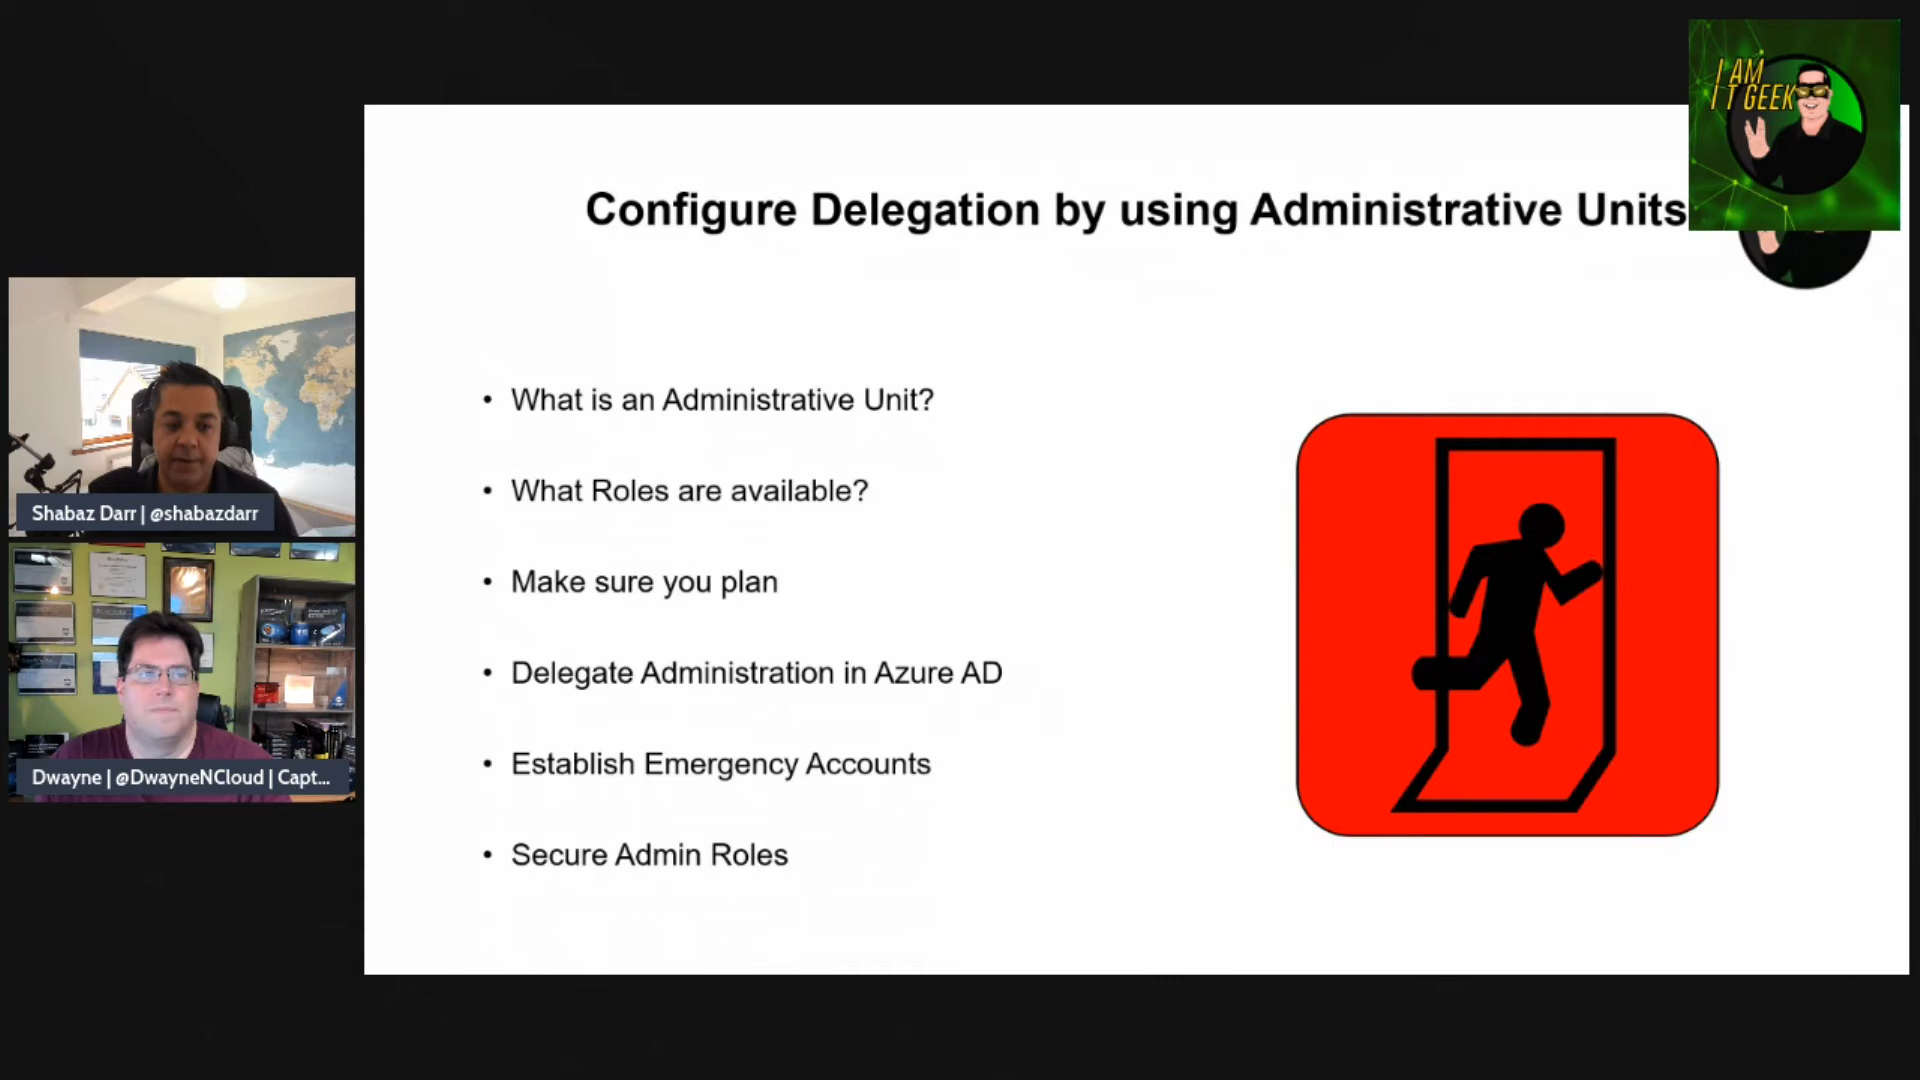 I AM
I T GEEK
Configure Delegation by using Administrative Units
• What is an Administrative Unit?
• What Roles are available?
• Make sure you plan
• Delegate Administration in Azure AD
• Establish Emergency Accounts
• Secure Admin Roles
Shabaz Darr | @shabazdarr
Dwayne | @DwayneNCloud | Capt...